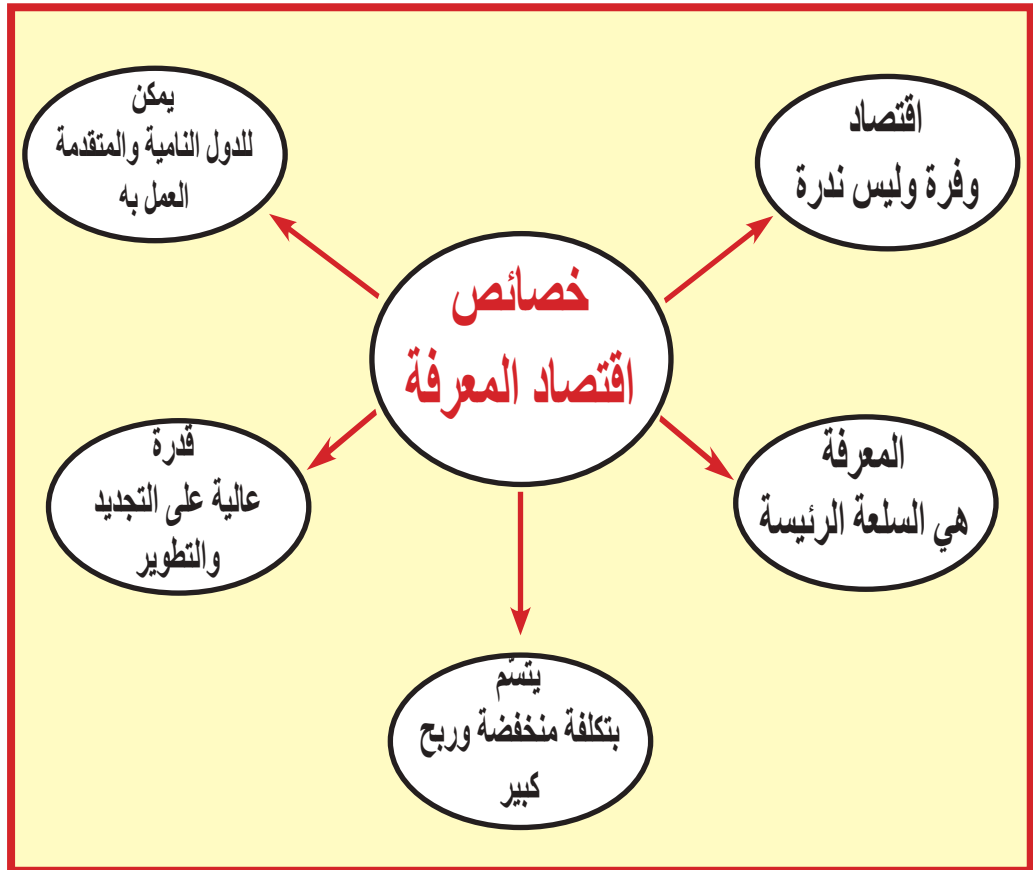 خصائص
اقتصاد المعرفة
اقتصاد
وفرة وليس ندرة
المعرفة
هي السلعة الرئيسة
يتسّم
بتكلفة منخفضة وربح
كبير
قدرة
عالية على التجديد
والتطوير
يمكن
للدول النامية والمتقدمة
العمل به